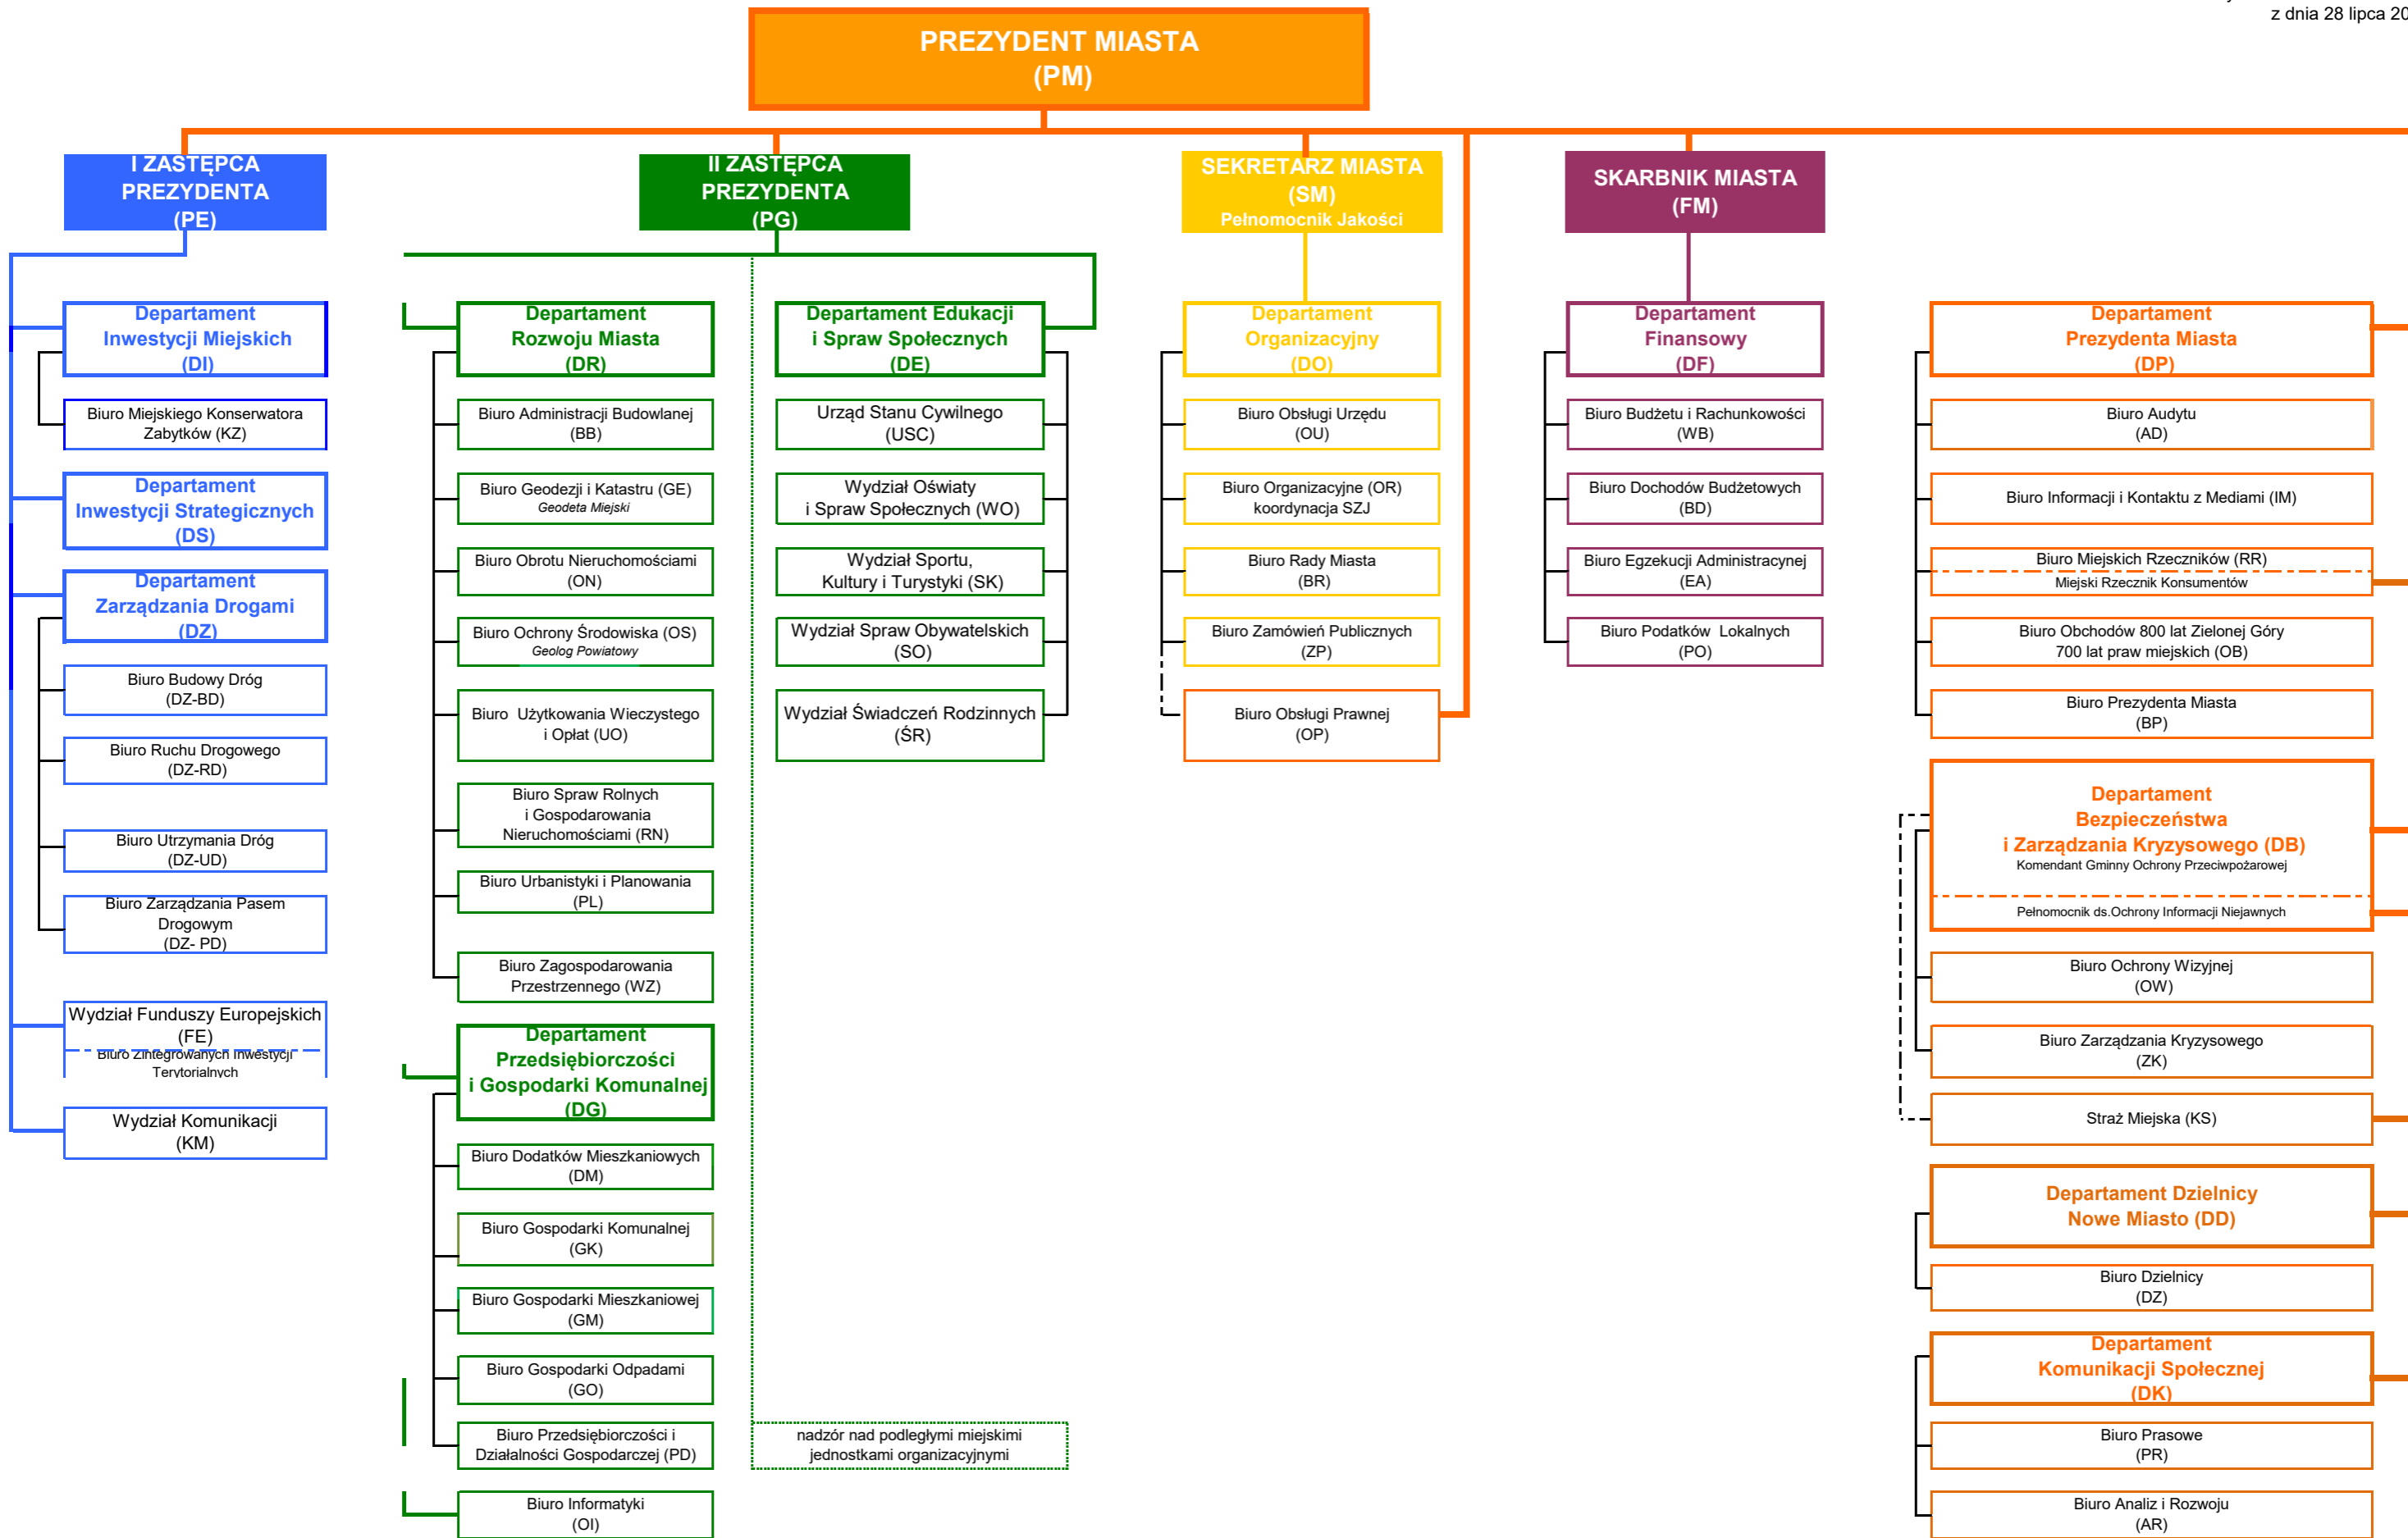 z dnia 28 lipca 20
PREZYDENT MIASTA
(PM)
I ZASTĘPCA
PREZYDENTA
(PE)
II ZASTĘPCA
PREZYDENTA
(PG)
SEKRETARZ MIASTA
(SM)
Pełnomocnik Jakości
SKARBNIK MIASTA
(FM)
Departament
Inwestycji Miejskich
(DI)
Biuro Miejskiego Konserwatora
Zabytków (KZ)
Departament
Inwestycji Strategicznych
(DS)
Departament
Zarządzania Drogami
(DZ)
Biuro Budowy Dróg
(DZ-BD)
Biuro Ruchu Drogowego
(DZ-RD)
Biuro Utrzymania Dróg
(DZ-UD)
Biuro Zarządzania Pasem
Drogowym
(DZ- PD)
Wydział Funduszy Europejskich
(FE)
Biuro Zintegrowanych Inwestycji
Terytorialnych
Wydział Komunikacji
(KM)
Departament
Rozwoju Miasta
(DR)
Biuro Administracji Budowlanej
(BB)
Biuro Geodezji i Katastru (GE)
Geodeta Miejski
Biuro Obrotu Nieruchomościami
(ON)
Biuro Ochrony Środowiska (OS)
Geolog Powiatowy
Biuro  Użytkowania Wieczystego
i Opłat (UO)
Biuro Spraw Rolnych
i Gospodarowania
Nieruchomościami (RN)
Biuro Urbanistyki i Planowania
(PL)
Biuro Zagospodarowania
Przestrzennego (WZ)
Departament
Przedsiębiorczości
i Gospodarki Komunalnej
(DG)
Biuro Dodatków Mieszkaniowych
(DM)
Biuro Gospodarki Komunalnej
(GK)
Biuro Gospodarki Mieszkaniowej
(GM)
Biuro Gospodarki Odpadami
(GO)
Biuro Przedsiębiorczości i
Działalności Gospodarczej (PD)
Biuro Informatyki
(OI)
Departament Edukacji
i Spraw Społecznych
(DE)
Urząd Stanu Cywilnego
(USC)
Wydział Oświaty
i Spraw Społecznych (WO)
Wydział Sportu,
Kultury i Turystyki (SK)
Wydział Spraw Obywatelskich
(SO)
Wydział Świadczeń Rodzinnych
(ŚR)
nadzór nad podległymi miejskimi
jednostkami organizacyjnymi
Departament
Organizacyjny
(DO)
Biuro Obsługi Urzędu
(OU)
Biuro Organizacyjne (OR)
koordynacja SZJ
Biuro Rady Miasta
(BR)
Biuro Zamówień Publicznych
(ZP)
Biuro Obsługi Prawnej
(OP)
Departament
Finansowy
(DF)
Biuro Budżetu i Rachunkowości
(WB)
Biuro Dochodów Budżetowych
(BD)
Biuro Egzekucji Administracynej
(EA)
Biuro Podatków  Lokalnych
(PO)
Departament
Prezydenta Miasta
(DP)
Biuro Audytu
(AD)
Biuro Informacji i Kontaktu z Mediami (IM)
Biuro Miejskich Rzeczników (RR)
Miejski Rzecznik Konsumentów
Biuro Obchodów 800 lat Zielonej Góry
700 lat praw miejskich (OB)
Biuro Prezydenta Miasta
(BP)
Departament
Bezpieczeństwa
i Zarządzania Kryzysowego (DB)
Komendant Gminny Ochrony Przeciwpożarowej
Pełnomocnik ds.Ochrony Informacji Niejawnych
Biuro Ochrony Wizyjnej
(OW)
Biuro Zarządzania Kryzysowego
(ZK)
Straż Miejska (KS)
Departament Dzielnicy
Nowe Miasto (DD)
Biuro Dzielnicy
(DZ)
Departament
Komunikacji Społecznej
(DK)
Biuro Prasowe
(PR)
Biuro Analiz i Rozwoju
(AR)